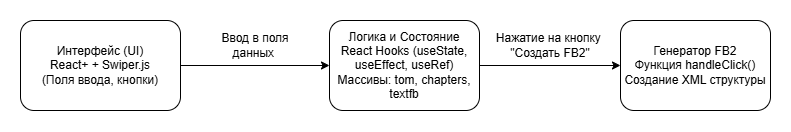 Интерфейс (UI)
React+ + Swiper.js
(Поля ввода, кнопки)
Ввод в поля
данных
Логика и Состояние
React Hooks (useState,
useEffect, useRef)
Массивы: tom, chapters,
textfb
Нажатие на кнопку
"Создать FB2"
Генератор FB2
Функция handleClick()
Создание XML структуры